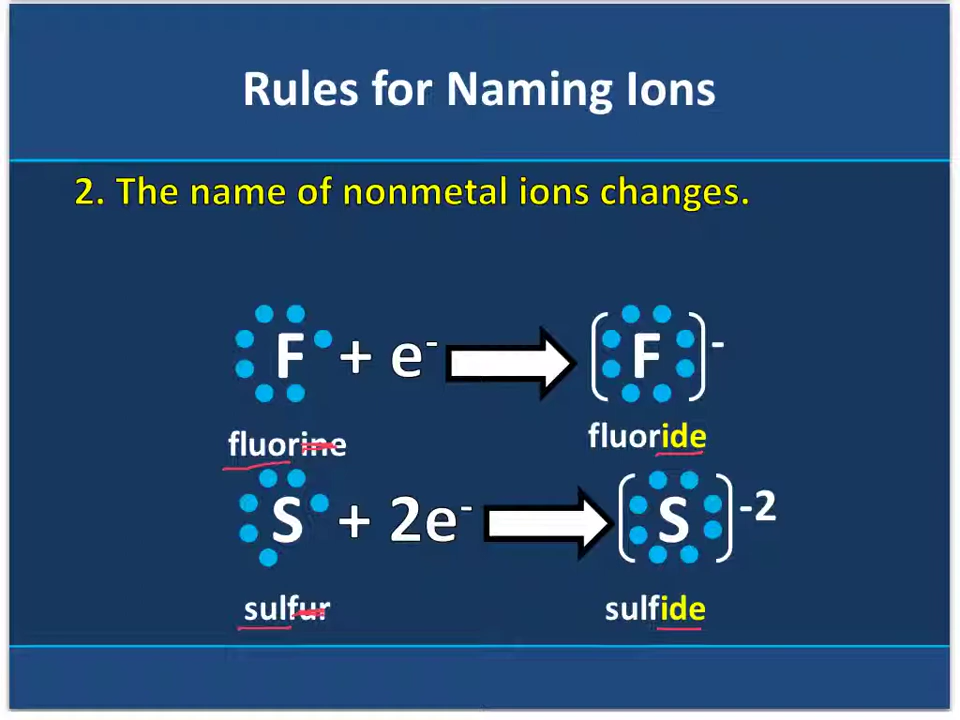 Rules for Naming Ions
2. The name of nonmetal ions changes.
F + e⁻ F ⁻
fluorine fluoride
S + 2e⁻ S ⁻²
sulfur sulfide